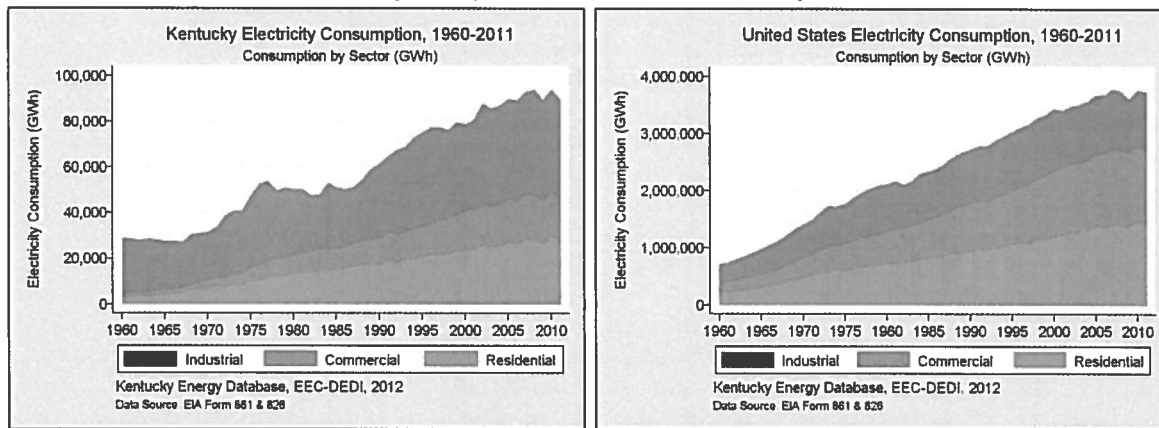 Kentucky Electricity Consumption, 1960-2011
Consumption by Sector (GWh)
Electricity Consumption (GWh)
100,000
80,000
60,000
40,000
20,000
0
1960 1965 1970 1975 1980 1985 1990 1995 2000 2005 2010
Industrial Commercial Residential
Kentucky Energy Database, EEC-DEDI, 2012
Data Source: EIA Form 861 & 826
United States Electricity Consumption, 1960-2011
Consumption by Sector (GWh)
Electricity Consumption (GWh)
4,000,000
3,000,000
2,000,000
1,000,000
0
1960 1965 1970 1975 1980 1985 1990 1995 2000 2005 2010
Industrial Commercial Residential
Kentucky Energy Database, EEC-DEDI, 2012
Data Source: EIA Form 861 & 826